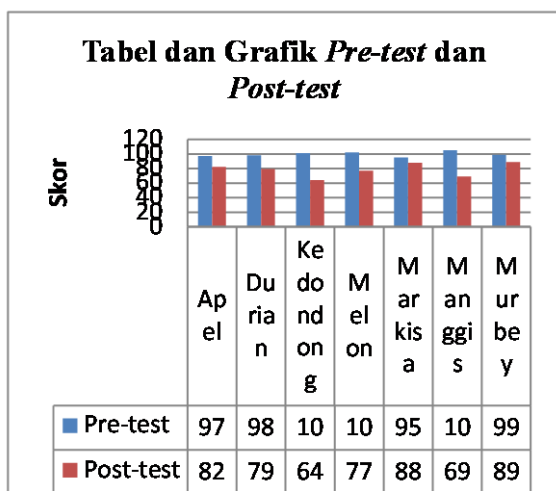 Tabel dan Grafik Pre-test dan
Post-test
Skor
120
100
80
60
40
20
0
Ap
el
Du
ria
n
Ke
do
nd
on
g
M
el
on
M
ar
kis
a
M
an
ggi
s
M
ur
be
y
Pre-test 97 98 10 10 95 10 99
Post-test 82 79 64 77 88 69 89